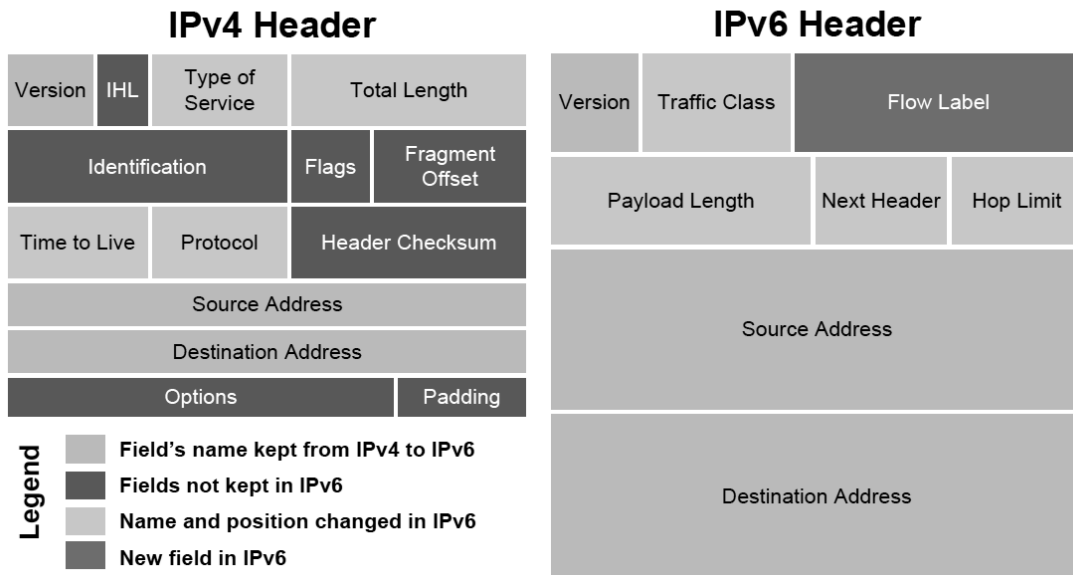 IPv4 Header
Version
IHL
Type of
Service
Total Length
Identification
Flags
Fragment
Offset
Time to Live
Protocol
Header Checksum
Source Address
Destination Address
Options
Padding
Legend
Field's name kept from IPv4 to IPv6
Fields not kept in IPv6
Name and position changed in IPv6
New field in IPv6
IPv6 Header
Version
Traffic Class
Flow Label
Payload Length
Next Header
Hop Limit
Source Address
Destination Address